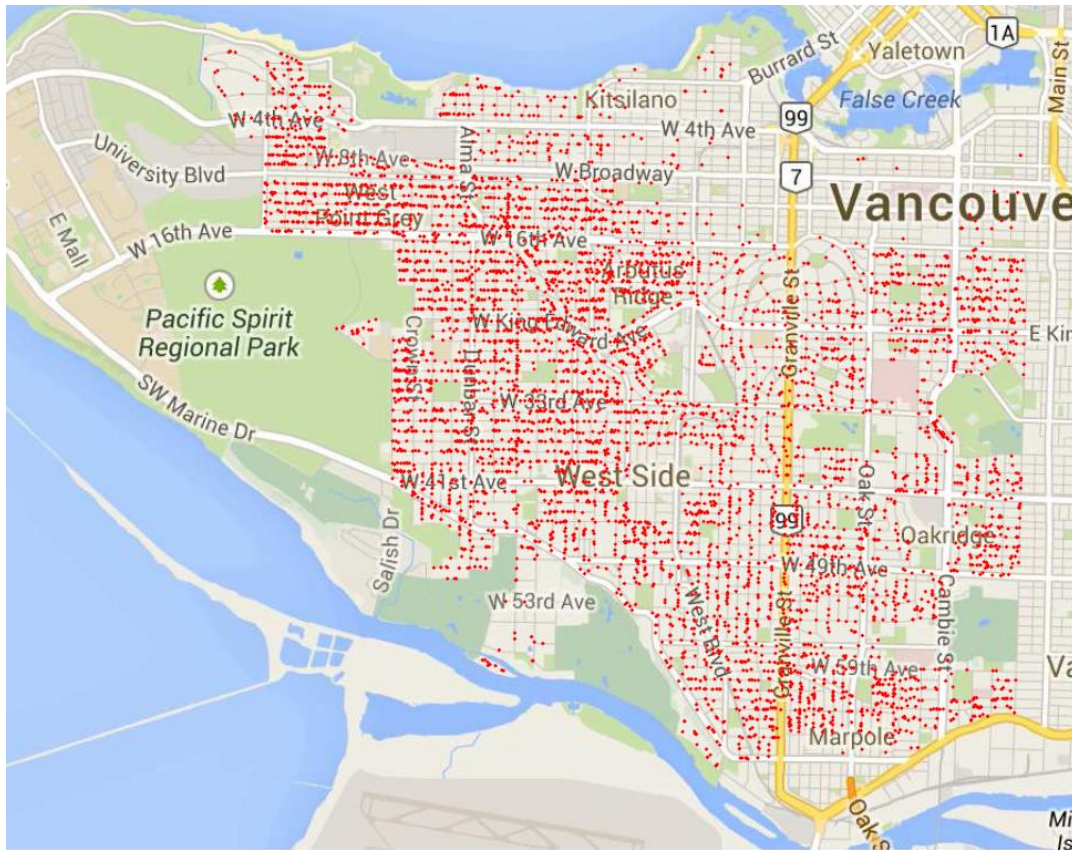 1A
Burrard St
Yaletown
Main St
Kitsilano
False Creek
99
W 4th Ave
W 4th Ave
Alma St
University Blvd
W 8th Ave
W Broadway
7
Vancouve
West
Point Grey
E Mall
W 16th Ave
W 16th Ave
Arbutus
Ridge
Granville St
Pacific Spirit
Regional Park
Crown St
W King Edward Ave
E Kin
Dunbar St
SW Marine Dr
W 33rd Ave
West Side
W 41st Ave
Oak St
99
Oakridge
Salish Dr
W 49th Ave
W 53rd Ave
West Blvd
Granville St
Cambie St
W 59th Ave
Va
Marpole
Oak S
Mi
Is